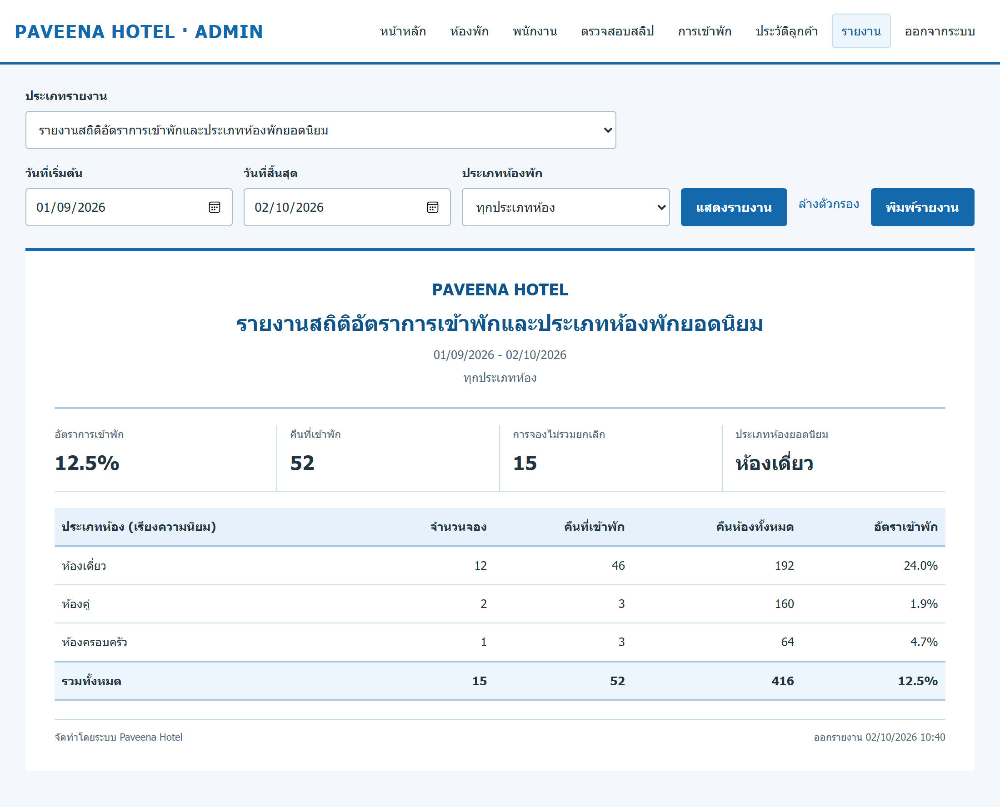 PAVEENA HOTEL · ADMIN
หน้าหลัก ห้องพัก พนักงาน ตรวจสอบสลิป การเข้าพัก ประวัติลูกค้า รายงาน ออกจากระบบ
ประเภทรายงาน
รายงานสถิติอัตราการเข้าพักและประเภทห้องพักยอดนิยม
วันที่เริ่มต้น วันที่สิ้นสุด ประเภทห้องพัก
01/09/2026 02/10/2026 ทุกประเภทห้อง แสดงรายงาน ล้างตัวกรอง พิมพ์รายงาน
PAVEENA HOTEL
รายงานสถิติอัตราการเข้าพักและประเภทห้องพักยอดนิยม
01/09/2026 - 02/10/2026
ทุกประเภทห้อง
อัตราการเข้าพัก คืนที่เข้าพัก การจองไม่รวมยกเลิก ประเภทห้องยอดนิยม
12.5% 52 15 ห้องเดี่ยว
ประเภทห้อง (เรียงความนิยม) จำนวนจอง คืนที่เข้าพัก คืนห้องทั้งหมด อัตราเข้าพัก
ห้องเดี่ยว 12 46 192 24.0%
ห้องคู่ 2 3 160 1.9%
ห้องครอบครัว 1 3 64 4.7%
รวมทั้งหมด 15 52 416 12.5%
จัดทำโดยระบบ Paveena Hotel ออกรายงาน 02/10/2026 10:40